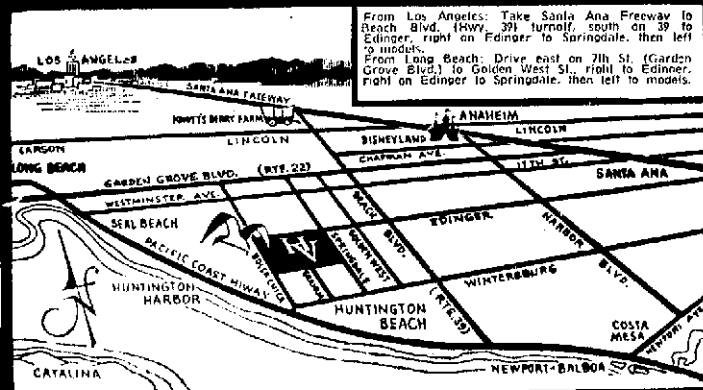 From Los Angeles: Take Santa Ana Freeway to
Beach Blvd. (Hwy. 39) turnoff, south on 39 to
Edinger, right on Edinger to Springdale, then left
to models.
From Long Beach: Drive east on 7th St. (Garden
Grove Blvd.) to Golden West St., right to Edinger,
right on Edinger to Springdale, then left to models.
LOS ANGELES
SANTA ANA FREEWAY
KNOTT'S BERRY FARM
ANAHEIM
CARSON
LINCOLN
DISNEYLAND
LINCOLN
LONG BEACH
CHAPMAN AVE.
GARDEN GROVE BLVD. (RTE. 22)
17TH ST.
SANTA ANA
WESTMINSTER AVE.
SEAL BEACH
BEACH BLVD. (RTE. 39)
EDINGER
HARBOR BLVD.
N
BOLSA CHICA
SPRINGDALE
GOLDEN WEST
PACIFIC COAST HIWAY
WINTERSBURG
HUNTINGTON
HARBOR
HUNTINGTON
BEACH
COSTA
MESA
NEWPORT AVE
N
CATALINA
NEWPORT-BALBOA